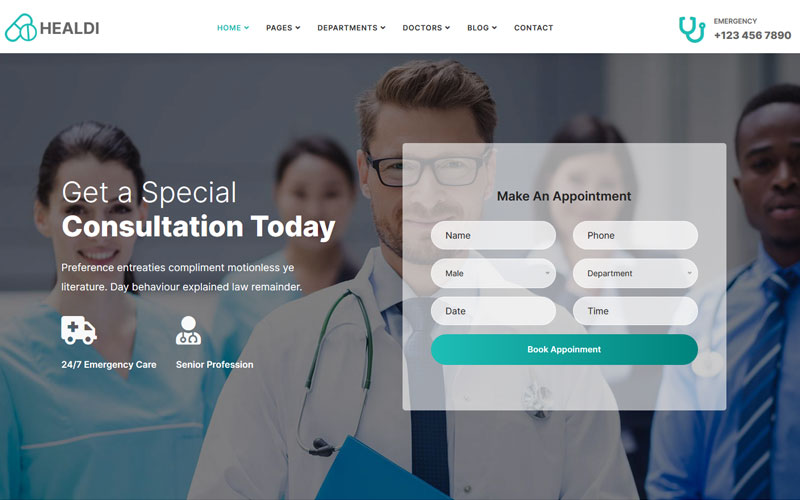 HEALDI
HOME PAGES DEPARTMENTS DOCTORS BLOG CONTACT
EMERGENCY
+123 456 7890
Get a Special
Consultation Today
Preference entreaties compliment motionless ye
literature. Day behaviour explained law remainder.
24/7 Emergency Care Senior Profession
Make An Appointment
Name Phone
Male Department
Date Time
Book Appoinment